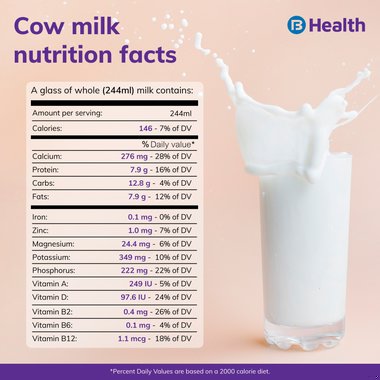 Cow milk
nutrition facts
B Health
A glass of whole (244ml) milk contains:
Amount per serving: 244ml
Calories: 146 - 7% of DV
% Daily value*
Calcium: 276 mg - 28% of DV
Protein: 7.9 g - 16% of DV
Carbs: 12.8 g - 4% of DV
Fats: 7.9 g - 12% of DV
Iron: 0.1 mg - 0% of DV
Zinc: 1.0 mg - 7% of DV
Magnesium: 24.4 mg - 6% of DV
Potassium: 349 mg - 10% of DV
Phosphorus: 222 mg - 22% of DV
Vitamin A: 249 IU - 5% of DV
Vitamin D: 97.6 IU - 24% of DV
Vitamin B2: 0.4 mg - 26% of DV
Vitamin B6: 0.1 mg - 4% of DV
Vitamin B12: 1.1 mcg - 18% of DV
*Percent Daily Values are based on a 2000 calorie diet.